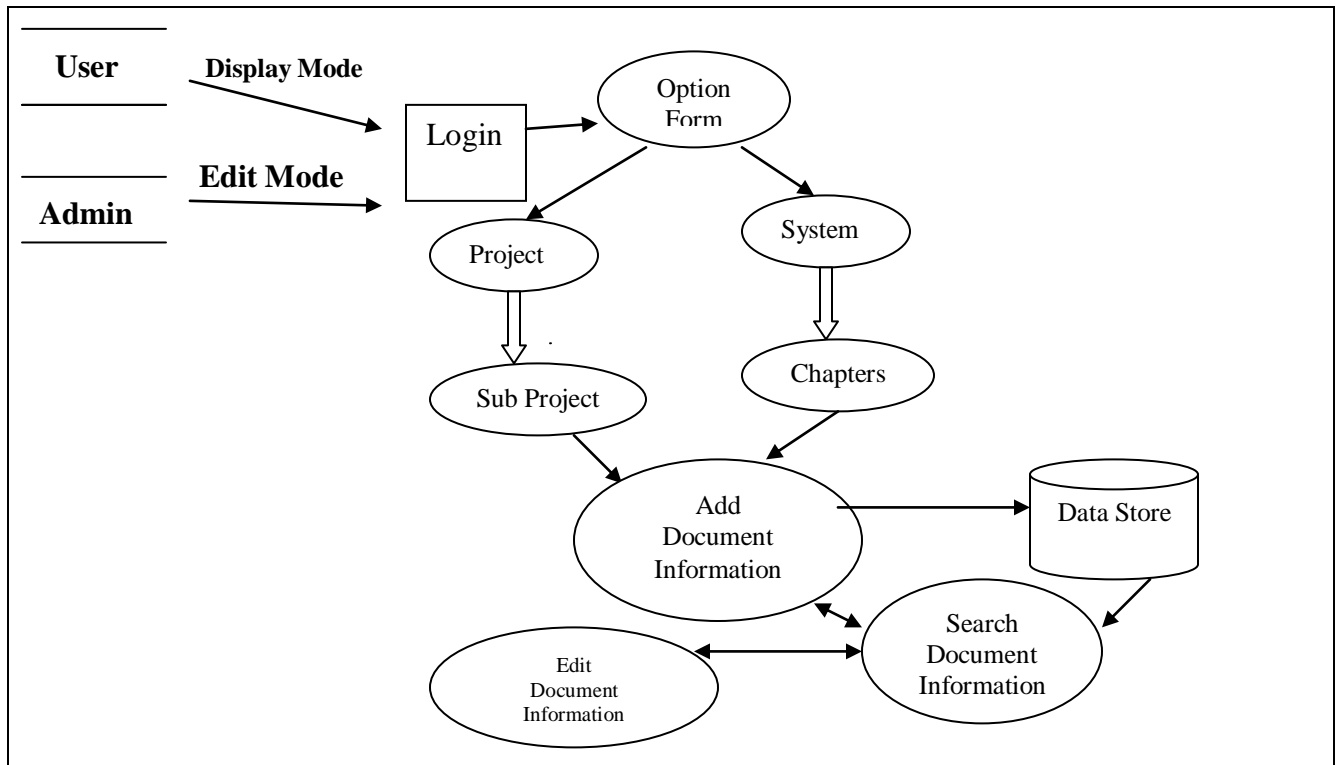 User
Display Mode
Option
Form
Login
Edit Mode
Admin
System
Project
Chapters
Sub Project
Add
Document
Information
Data Store
Search
Document
Information
Edit
Document
Information